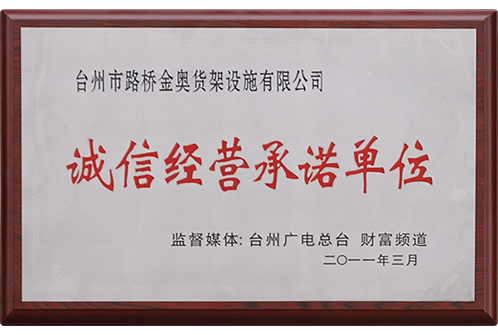 台州市路桥金奥货架设施有限公司
诚信经营承诺单位
监督媒体: 台州广电总台 财富频道
二〇一一年三月